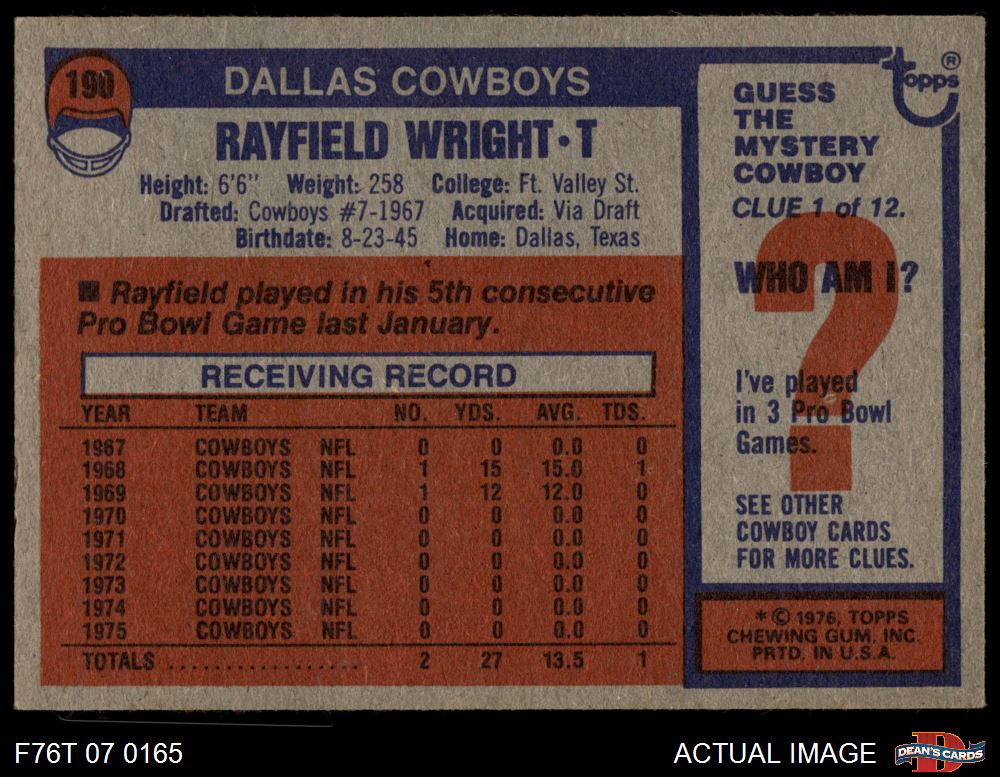 190
DALLAS COWBOYS
RAYFIELD WRIGHT • T
Height: 6'6" Weight: 258 College: Ft. Valley St.
Drafted: Cowboys #7-1967 Acquired: Via Draft
Birthdate: 8-23-45 Home: Dallas, Texas
■ Rayfield played in his 5th consecutive
Pro Bowl Game last January.
RECEIVING RECORD
YEAR TEAM NO. YDS. AVG. TDS.
1967 COWBOYS NFL 0 0 0.0 0
1968 COWBOYS NFL 1 15 15.0 1
1969 COWBOYS NFL 1 12 12.0 0
1970 COWBOYS NFL 0 0 0.0 0
1971 COWBOYS NFL 0 0 0.0 0
1972 COWBOYS NFL 0 0 0.0 0
1973 COWBOYS NFL 0 0 0.0 0
1974 COWBOYS NFL 0 0 0.0 0
1975 COWBOYS NFL 0 0 0.0 0
TOTALS .................. 2 27 13.5 1
topps ®
GUESS
THE
MYSTERY
COWBOY
CLUE 1 of 12.
?
WHO AM I?
I've played
in 3 Pro Bowl
Games.
SEE OTHER
COWBOY CARDS
FOR MORE CLUES.
* © 1976, TOPPS
CHEWING GUM, INC.
PRTD. IN U.S.A.
F76T 07 0165
ACTUAL IMAGE
D
DEAN'S CARDS